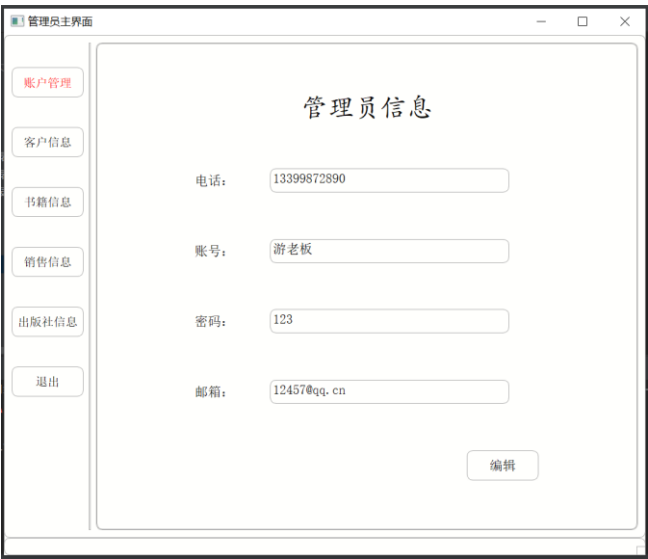 管理员主界面
账户管理
客户信息
书籍信息
销售信息
出版社信息
退出
管理员信息
电话： 13399872890
账号： 游老板
密码： 123
邮箱： 12457@qq.cn
编辑